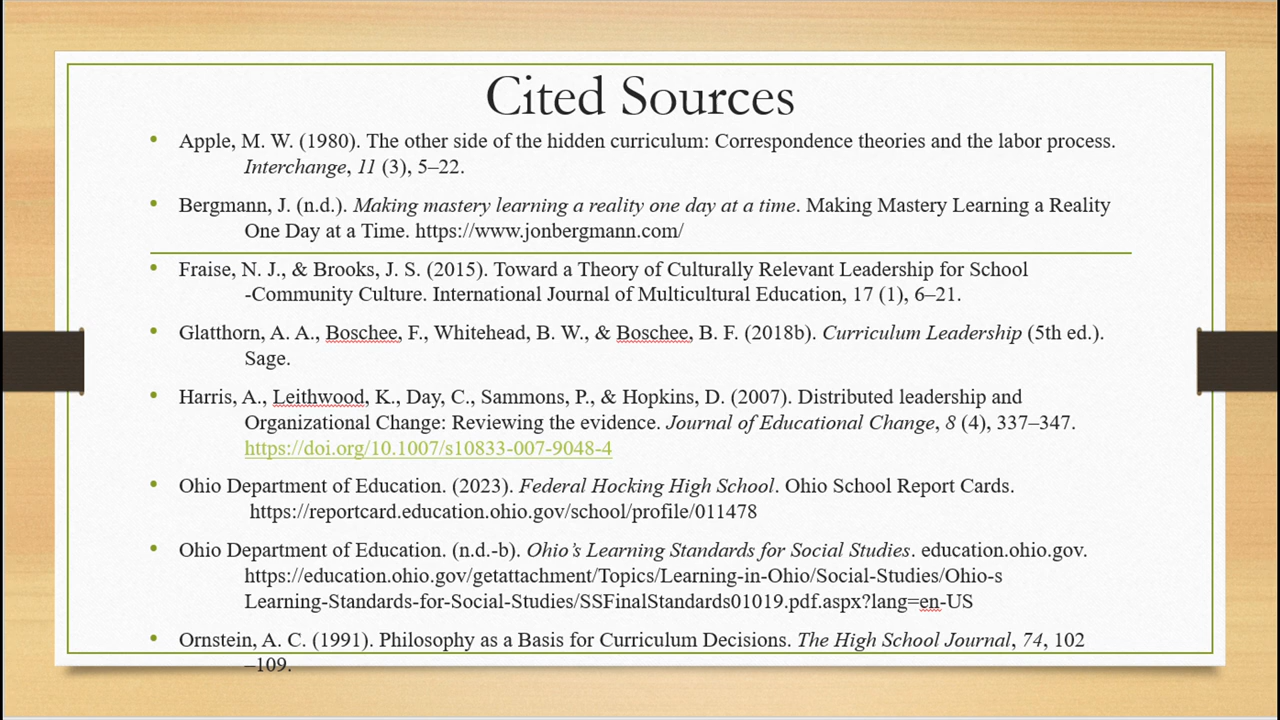 Cited Sources
• Apple, M. W. (1980). The other side of the hidden curriculum: Correspondence theories and the labor process.
Interchange, 11 (3), 5–22.
• Bergmann, J. (n.d.). Making mastery learning a reality one day at a time. Making Mastery Learning a Reality
One Day at a Time. https://www.jonbergmann.com/
• Fraise, N. J., & Brooks, J. S. (2015). Toward a Theory of Culturally Relevant Leadership for School
-Community Culture. International Journal of Multicultural Education, 17 (1), 6–21.
• Glatthorn, A. A., Boschee, F., Whitehead, B. W., & Boschee, B. F. (2018b). Curriculum Leadership (5th ed.).
Sage.
• Harris, A., Leithwood, K., Day, C., Sammons, P., & Hopkins, D. (2007). Distributed leadership and
Organizational Change: Reviewing the evidence. Journal of Educational Change, 8 (4), 337–347.
https://doi.org/10.1007/s10833-007-9048-4
• Ohio Department of Education. (2023). Federal Hocking High School. Ohio School Report Cards.
https://reportcard.education.ohio.gov/school/profile/011478
• Ohio Department of Education. (n.d.-b). Ohio’s Learning Standards for Social Studies. education.ohio.gov.
https://education.ohio.gov/getattachment/Topics/Learning-in-Ohio/Social-Studies/Ohio-s
Learning-Standards-for-Social-Studies/SSFinalStandards01019.pdf.aspx?lang=en-US
• Ornstein, A. C. (1991). Philosophy as a Basis for Curriculum Decisions. The High School Journal, 74, 102
–109.